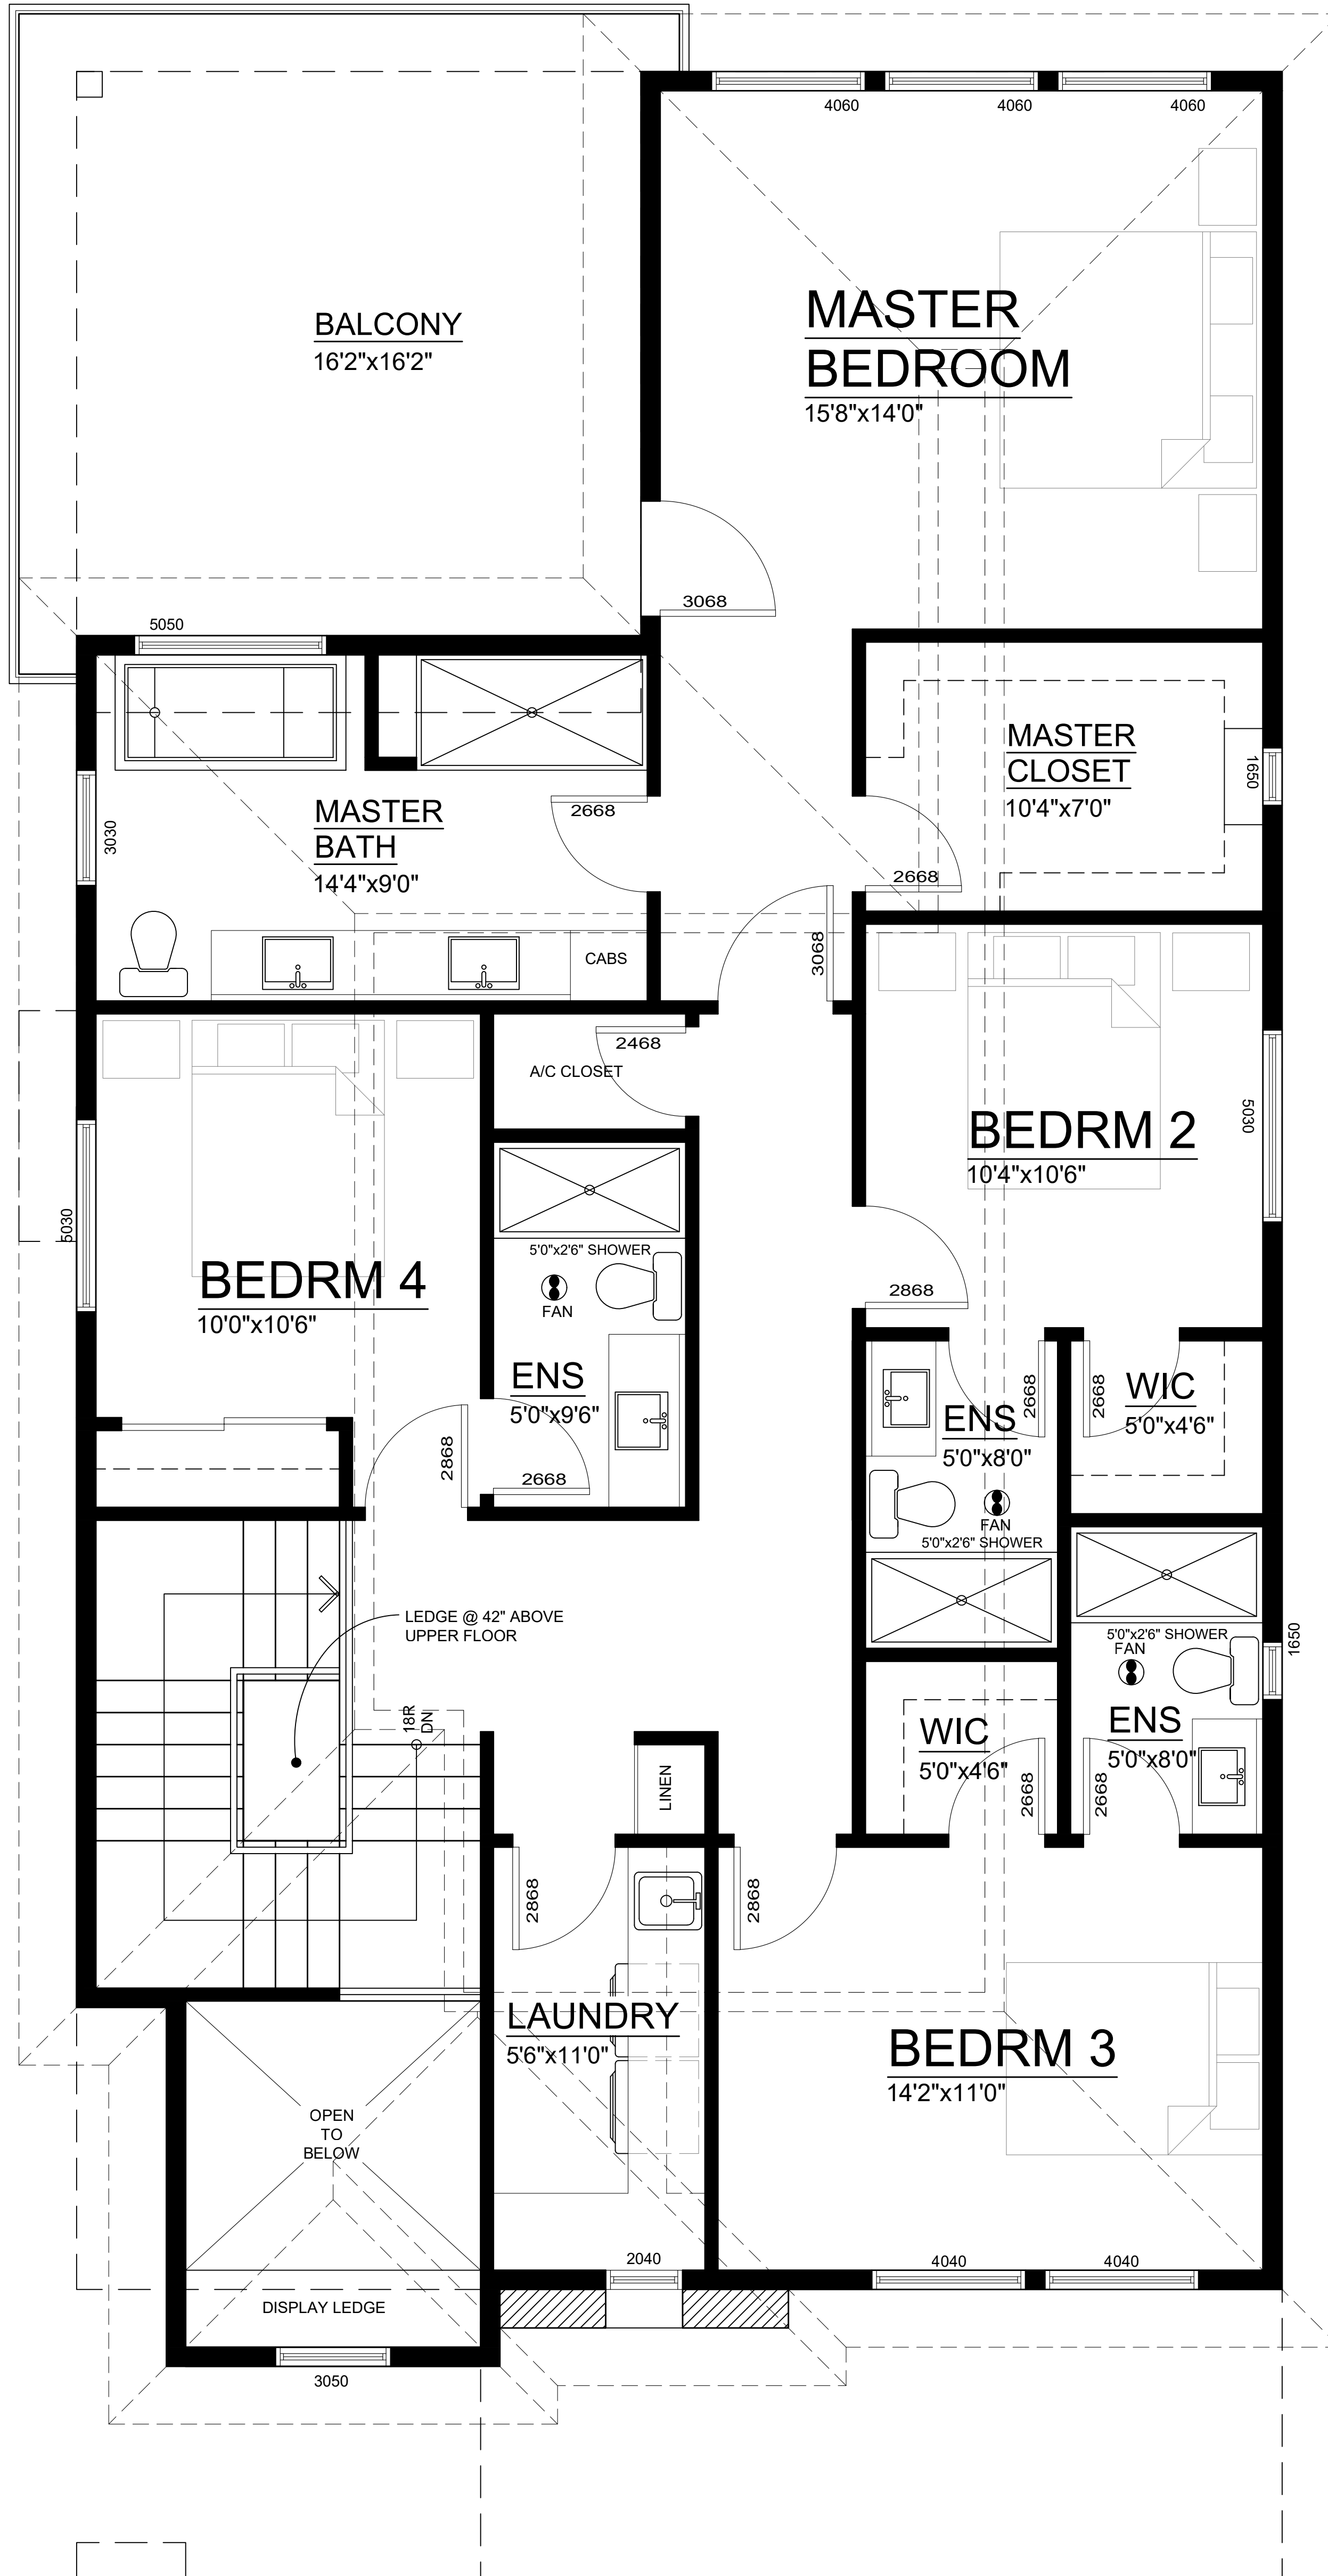 4060
4060
4060
BALCONY
16'2"x16'2"
MASTER
BEDROOM
15'8"x14'0"
3068
5050
MASTER
CLOSET
10'4"x7'0"
1650
MASTER
BATH
14'4"x9'0"
3030
2668
2668
3068
CABS
2468
A/C CLOSET
BEDRM 2
10'4"x10'6"
5030
5030
5'0"x2'6" SHOWER
FAN
BEDRM 4
10'0"x10'6"
2868
ENS
5'0"x9'6"
2868
2668
ENS
5'0"x8'0"
2668
2668
WIC
5'0"x4'6"
FAN
5'0"x2'6" SHOWER
LEDGE @ 42" ABOVE
UPPER FLOOR
5'0"x2'6" SHOWER
FAN
1650
18R
DN
WIC
5'0"x4'6"
2668
ENS
5'0"x8'0"
2668
LINEN
2868
2868
LAUNDRY
5'6"x11'0"
BEDRM 3
14'2"x11'0"
OPEN
TO
BELOW
2040
4040
4040
DISPLAY LEDGE
3050